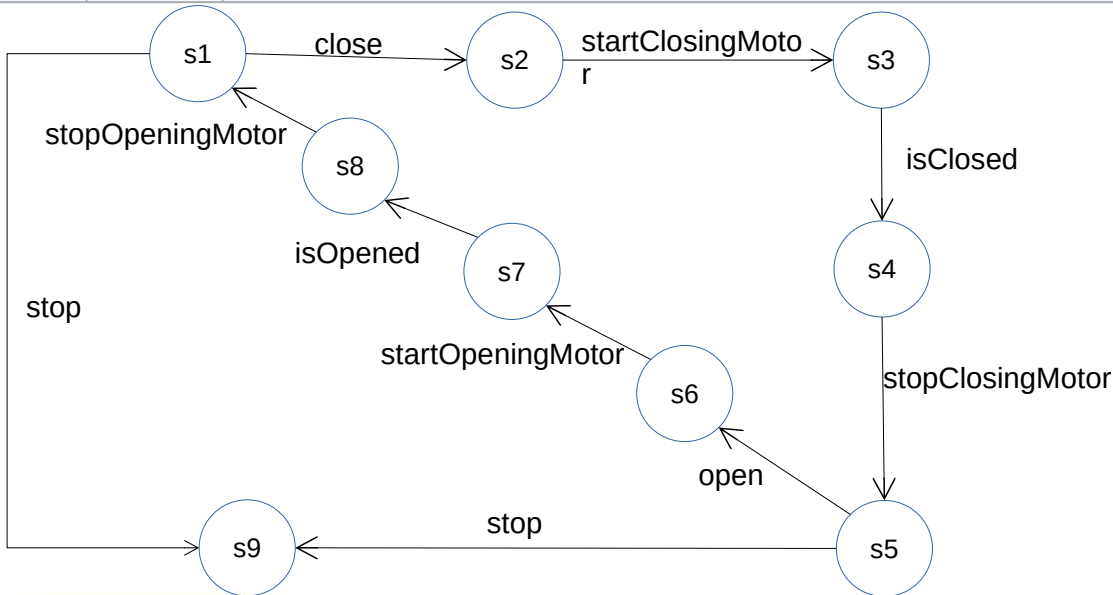 s1
close
s2
startClosingMoto
r
s3
stopOpeningMotor
s8
isClosed
isOpened
s7
s4
stop
startOpeningMotor
s6
stopClosingMotor
open
stop
s9
s5